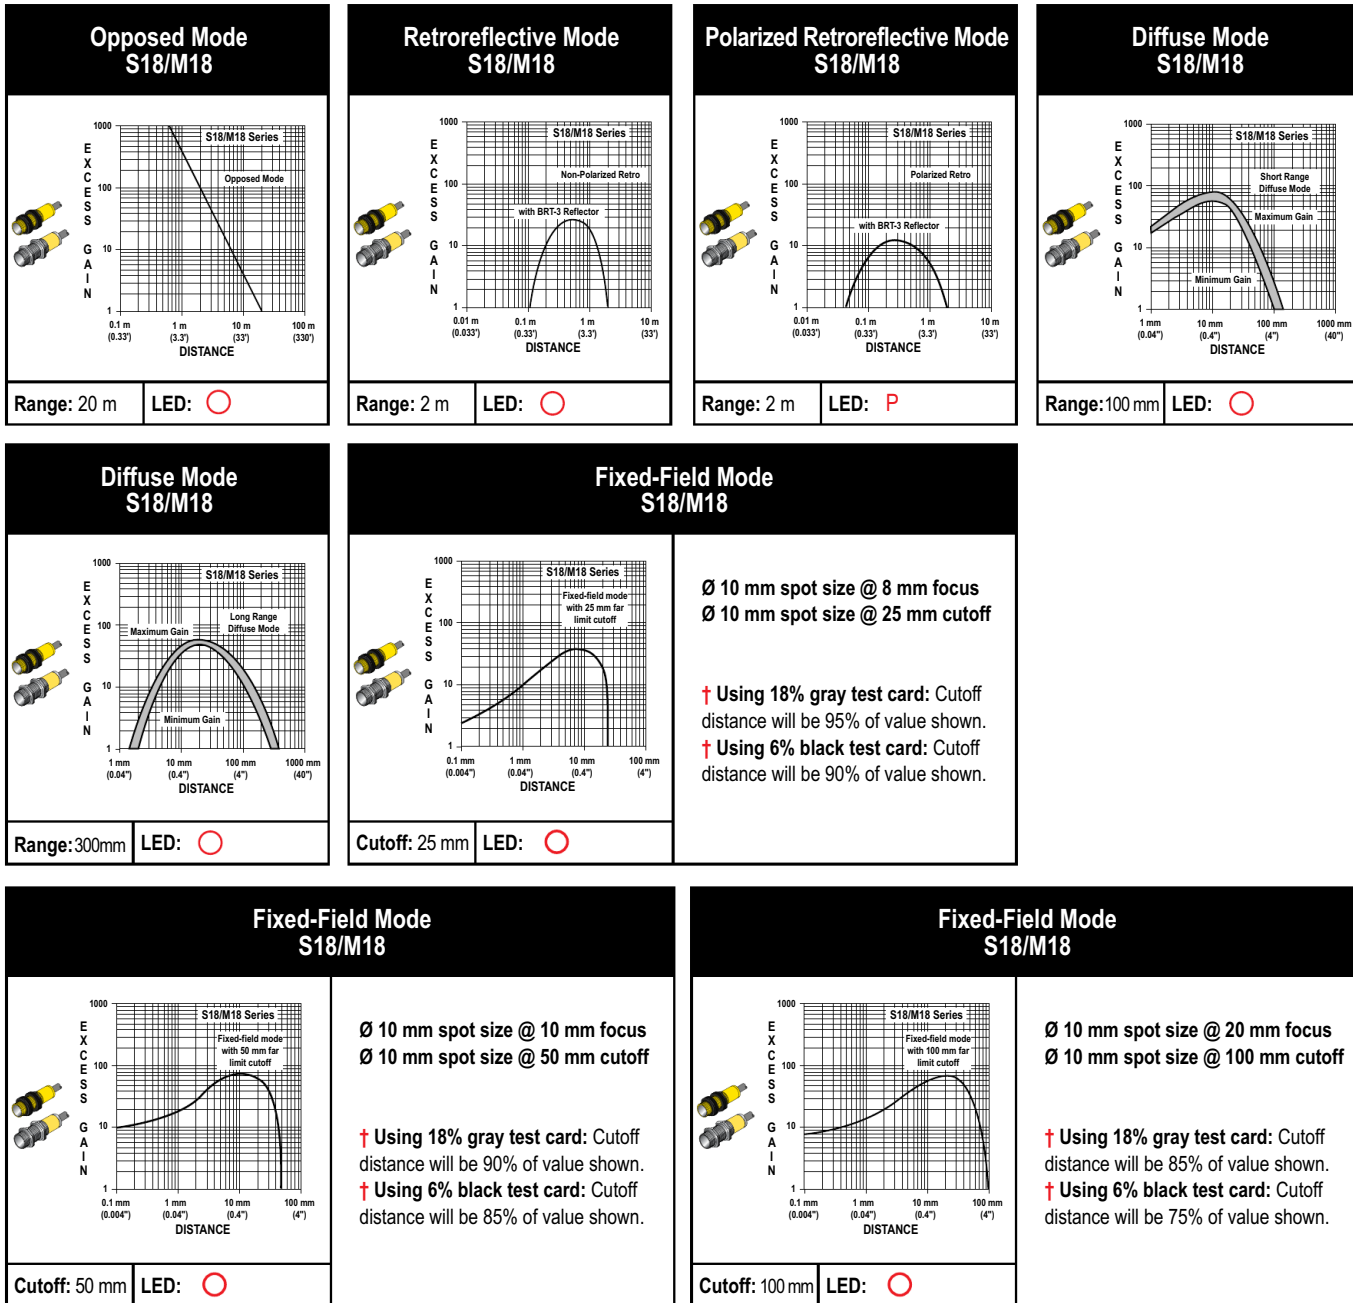 Opposed Mode
S18/M18
1000
100
10
1
EXCESS GAIN
S18/M18 Series
Opposed Mode
0.1 m
(0.33')
1 m
(3.3')
10 m
(33')
100 m
(330')
DISTANCE
Range: 20 m
LED:
Retroreflective Mode
S18/M18
1000
100
10
1
EXCESS GAIN
S18/M18 Series
Non-Polarized Retro
with BRT-3 Reflector
0.01 m
(0.033')
0.1 m
(0.33')
1 m
(3.3')
10 m
(33')
DISTANCE
Range: 2 m
LED:
Polarized Retroreflective Mode
S18/M18
1000
100
10
1
EXCESS GAIN
S18/M18 Series
Polarized Retro
with BRT-3 Reflector
0.01 m
(0.033')
0.1 m
(0.33')
1 m
(3.3')
10 m
(33')
DISTANCE
Range: 2 m
LED: P
Diffuse Mode
S18/M18
1000
100
10
1
EXCESS GAIN
S18/M18 Series
Short Range
Diffuse Mode
Maximum Gain
Minimum Gain
1 mm
(0.04")
10 mm
(0.4")
100 mm
(4")
1000 mm
(40")
DISTANCE
Range: 100 mm
LED:
Diffuse Mode
S18/M18
1000
100
10
1
EXCESS GAIN
S18/M18 Series
Long Range
Diffuse Mode
Maximum Gain
Minimum Gain
1 mm
(0.04")
10 mm
(0.4")
100 mm
(4")
1000 mm
(40")
DISTANCE
Range: 300mm
LED:
Fixed-Field Mode
S18/M18
1000
100
10
1
EXCESS GAIN
S18/M18 Series
Fixed-field mode
with 25 mm far
limit cutoff
0.1 mm
(0.004")
1 mm
(0.04")
10 mm
(0.4")
100 mm
(4")
DISTANCE
Cutoff: 25 mm
LED:
Ø 10 mm spot size @ 8 mm focus
Ø 10 mm spot size @ 25 mm cutoff
† Using 18% gray test card: Cutoff
distance will be 95% of value shown.
† Using 6% black test card: Cutoff
distance will be 90% of value shown.
Fixed-Field Mode
S18/M18
1000
100
10
1
EXCESS GAIN
S18/M18 Series
Fixed-field mode
with 50 mm far
limit cutoff
0.1 mm
(0.004")
1 mm
(0.04")
10 mm
(0.4")
100 mm
(4")
DISTANCE
Cutoff: 50 mm
LED:
Ø 10 mm spot size @ 10 mm focus
Ø 10 mm spot size @ 50 mm cutoff
† Using 18% gray test card: Cutoff
distance will be 90% of value shown.
† Using 6% black test card: Cutoff
distance will be 85% of value shown.
Fixed-Field Mode
S18/M18
1000
100
10
1
EXCESS GAIN
S18/M18 Series
Fixed-field mode
with 100 mm far
limit cutoff
0.1 mm
(0.004")
1 mm
(0.04")
10 mm
(0.4")
100 mm
(4")
DISTANCE
Cutoff: 100 mm
LED:
Ø 10 mm spot size @ 20 mm focus
Ø 10 mm spot size @ 100 mm cutoff
† Using 18% gray test card: Cutoff
distance will be 85% of value shown.
† Using 6% black test card: Cutoff
distance will be 75% of value shown.